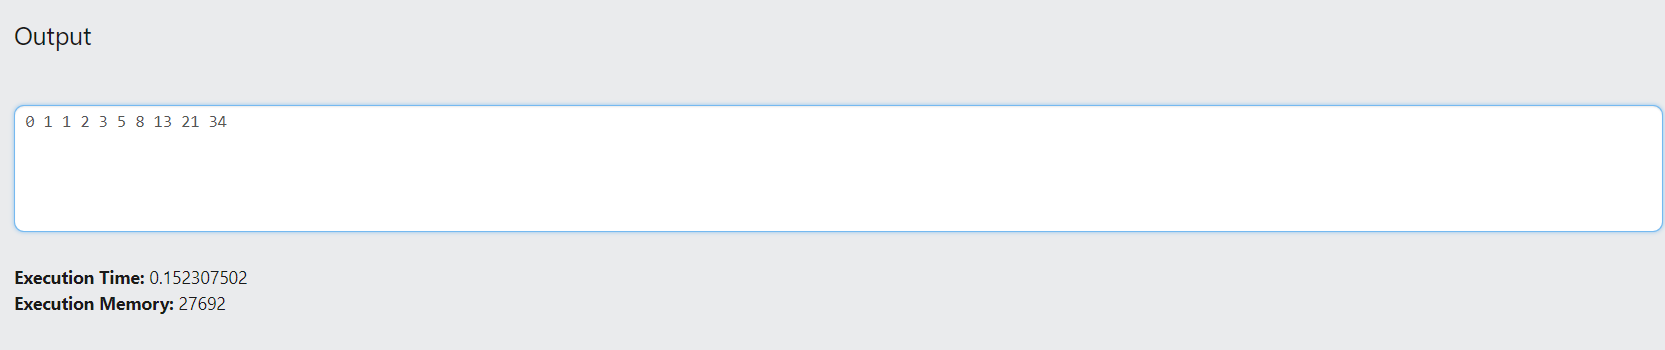 Output
0 1 1 2 3 5 8 13 21 34
Execution Time: 0.152307502
Execution Memory: 27692